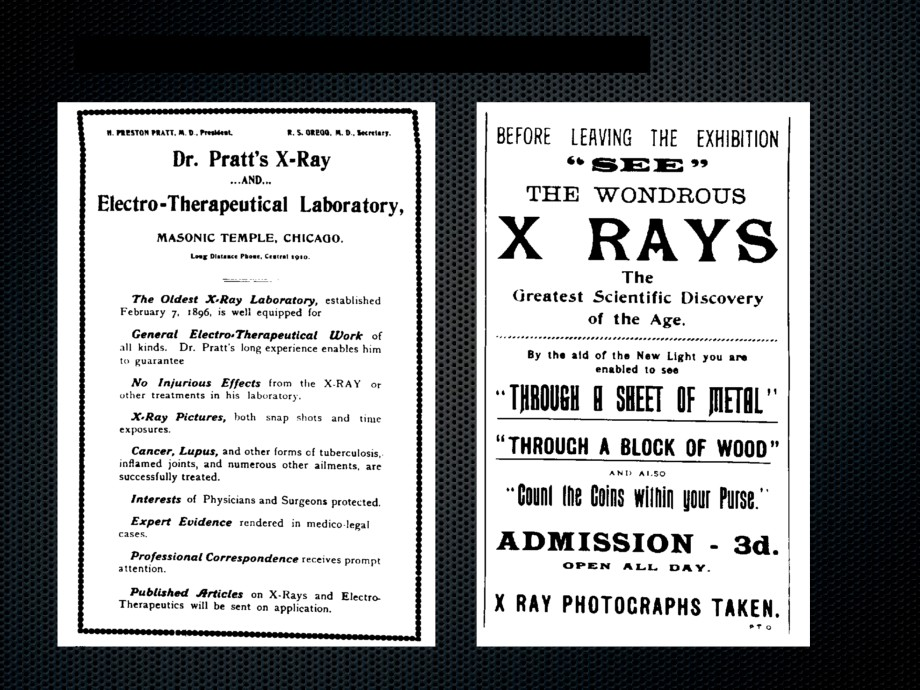 H. PRESTON PRATT, M. D., President. R. S. GREGG, M. D., Secretary.
Dr. Pratt's X-Ray
...AND...
Electro-Therapeutical Laboratory,
MASONIC TEMPLE, CHICAGO.
Long Distance Phone, Central 1910.
The Oldest X-Ray Laboratory, established
February 7, 1896, is well equipped for
General Electro-Therapeutical Work of
all kinds. Dr. Pratt's long experience enables him
to guarantee
No Injurious Effects from the X-RAY or
other treatments in his laboratory.
X-Ray Pictures, both snap shots and time
exposures.
Cancer, Lupus, and other forms of tuberculosis,
inflamed joints, and numerous other ailments, are
successfully treated.
Interests of Physicians and Surgeons protected.
Expert Evidence rendered in medico-legal
cases.
Professional Correspondence receives prompt
attention.
Published Articles on X-Rays and Electro-
Therapeutics will be sent on application.
BEFORE LEAVING THE EXHIBITION
"SEE"
THE WONDROUS
X RAYS
The
Greatest Scientific Discovery
of the Age.
By the aid of the New Light you are
enabled to see
"THROUGH A SHEET OF METAL"
"THROUGH A BLOCK OF WOOD"
AND ALSO
"Count the Coins within your Purse."
ADMISSION - 3d.
OPEN ALL DAY.
X RAY PHOTOGRAPHS TAKEN.
P T O